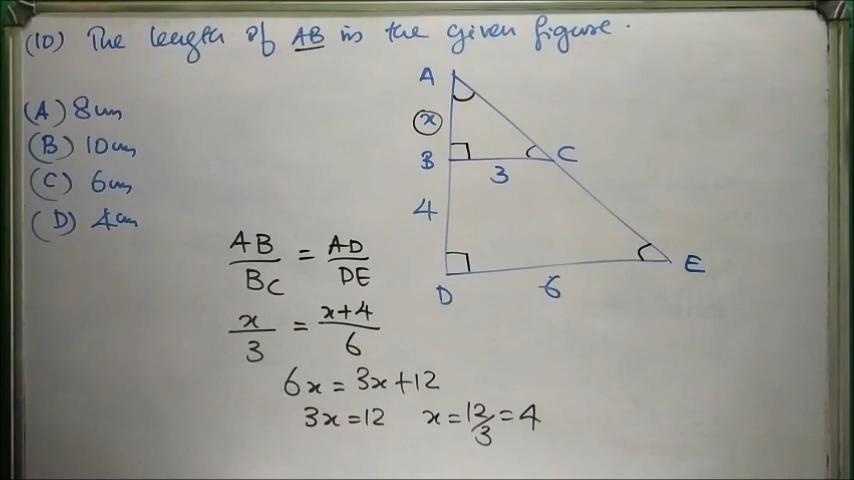 (10) The length of AB in the given figure.
(A) 8cm
(B) 10cm
(C) 6cm
(D) 4cm
A
x
B
C
3
4
D
6
E
AB/BC = AD/DE
x/3 = x+4/6
6x = 3x+12
3x = 12 x = 12/3 = 4